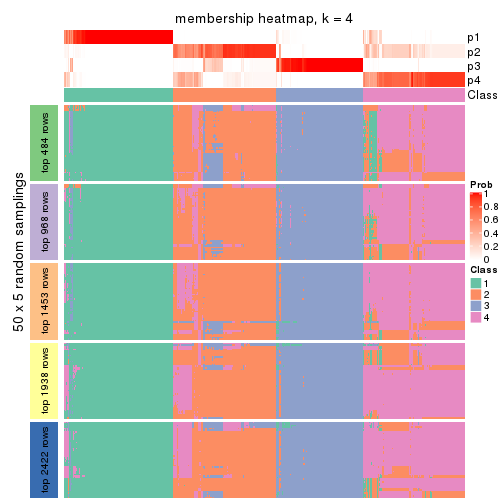 membership heatmap, k = 4
p1
p2
p3
p4
Class
50 x 5 random samplings
top 484 rows
top 968 rows
top 1453 rows
top 1938 rows
top 2422 rows
Prob
1
0.8
0.6
0.4
0.2
0
Class
1
2
3
4